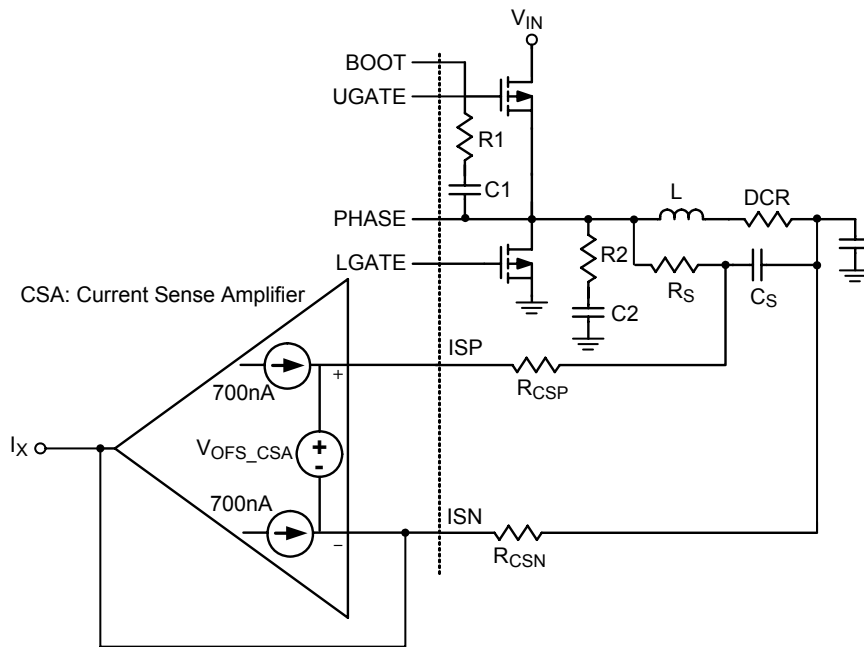 V_IN
BOOT
UGATE
R1
C1
PHASE
L
DCR
LGATE
R2
R_S
C_S
C2
CSA: Current Sense Amplifier
ISP
+
700nA
R_CSP
I_X
V_OFS_CSA
+
-
700nA
ISN
−
R_CSN